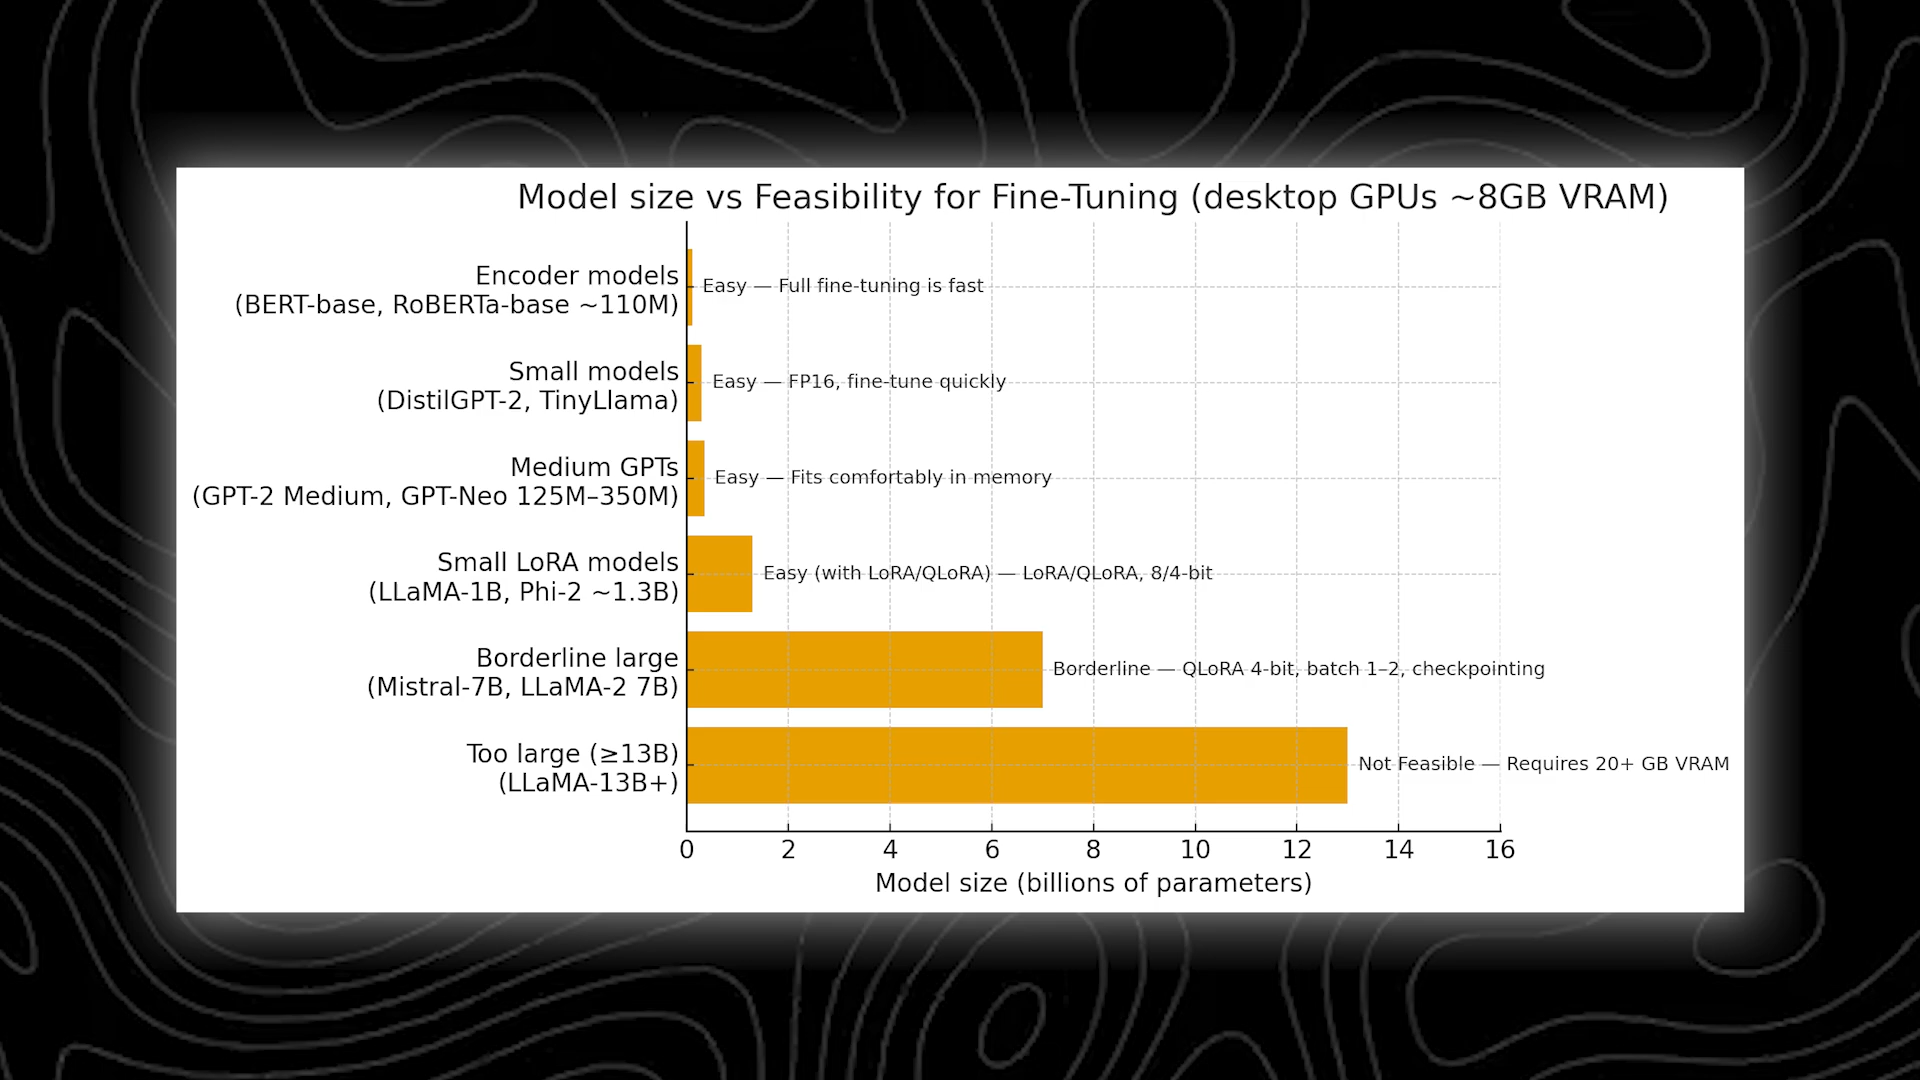 Model size vs Feasibility for Fine-Tuning (desktop GPUs ~8GB VRAM)
Encoder models
(BERT-base, RoBERTa-base ~110M)
Easy — Full fine-tuning is fast
Small models
(DistilGPT-2, TinyLlama)
Easy — FP16, fine-tune quickly
Medium GPTs
(GPT-2 Medium, GPT-Neo 125M–350M)
Easy — Fits comfortably in memory
Small LoRA models
(LLaMA-1B, Phi-2 ~1.3B)
Easy (with LoRA/QLoRA) — LoRA/QLoRA, 8/4-bit
Borderline large
(Mistral-7B, LLaMA-2 7B)
Borderline — QLoRA 4-bit, batch 1–2, checkpointing
Too large (≥13B)
(LLaMA-13B+)
Not Feasible — Requires 20+ GB VRAM
0 2 4 6 8 10 12 14 16
Model size (billions of parameters)